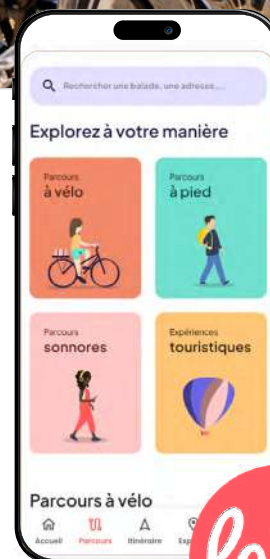 Rechercher une balade, une adresse....
Explorez à votre manière
Parcours
à vélo
Parcours
à pied
Parcours
sonnores
Expériences
touristiques
Parcours à vélo
Accueil
Parcours
Itinéraire